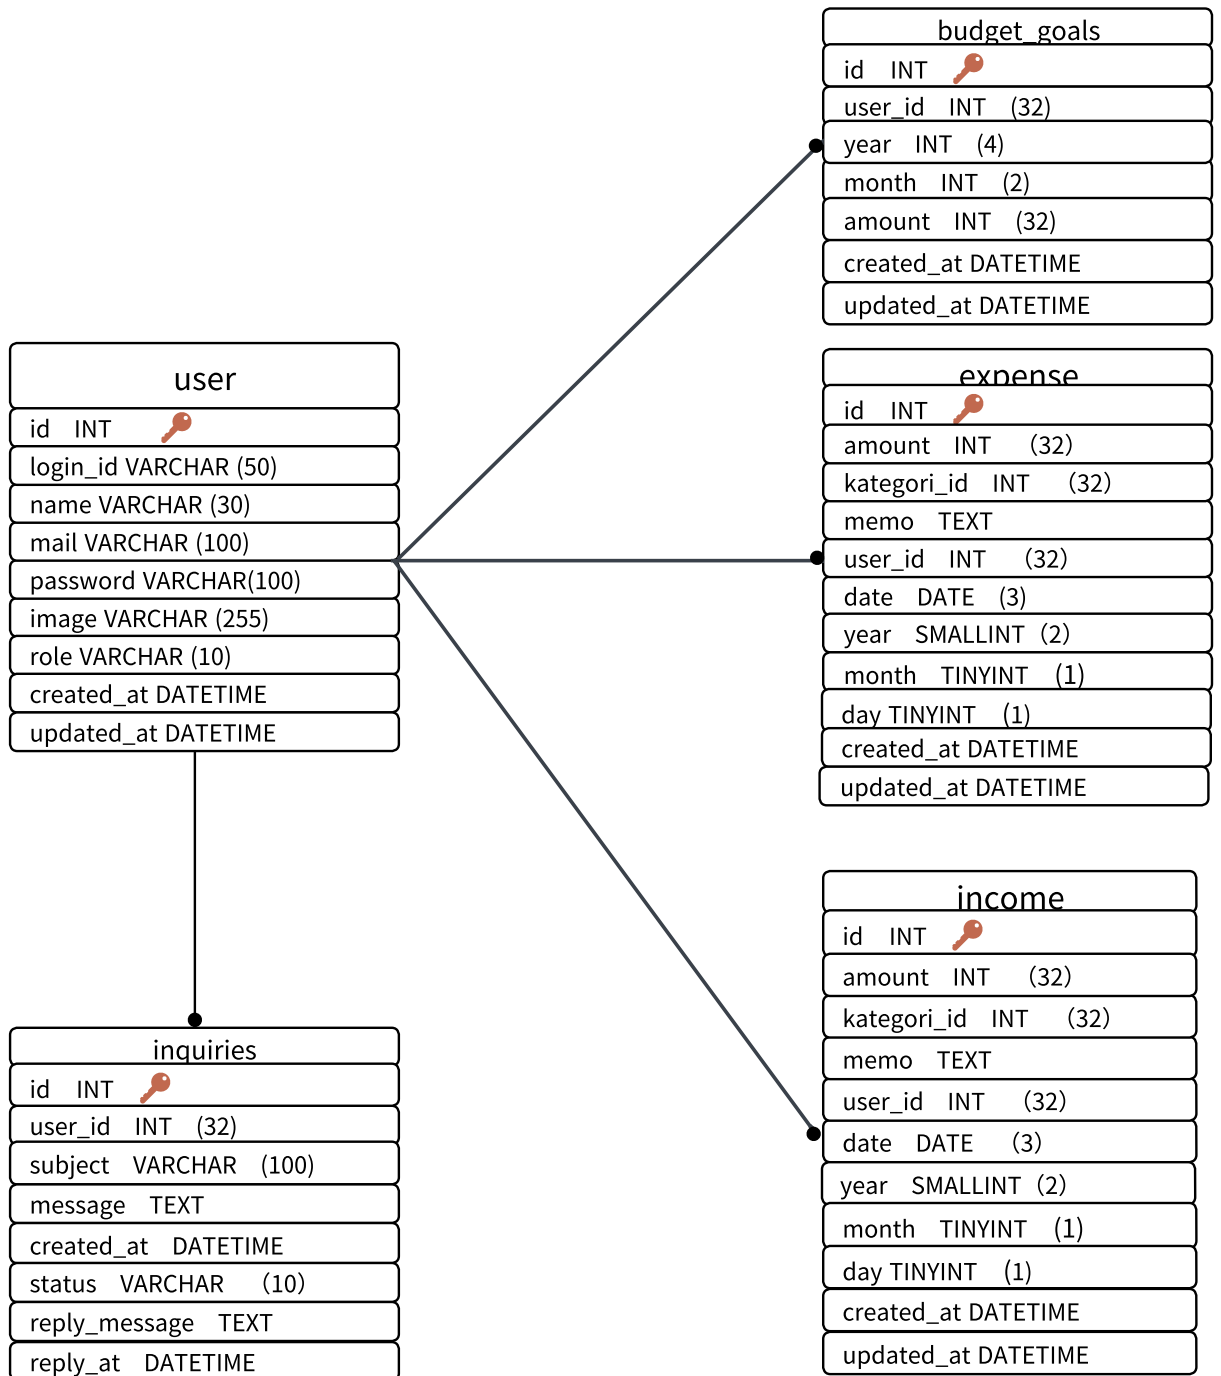 budget_goals
id INT
user_id INT (32)
year INT (4)
month INT (2)
amount INT (32)
created_at DATETIME
updated_at DATETIME
user
id INT
login_id VARCHAR (50)
name VARCHAR (30)
mail VARCHAR (100)
password VARCHAR(100)
image VARCHAR (255)
role VARCHAR (10)
created_at DATETIME
updated_at DATETIME
expense
id INT
amount INT （32）
kategori_id INT （32）
memo TEXT
user_id INT （32）
date DATE (3)
year SMALLINT（2）
month TINYINT (1)
day TINYINT (1)
created_at DATETIME
updated_at DATETIME
inquiries
id INT
user_id INT (32)
subject VARCHAR (100)
message TEXT
created_at DATETIME
status VARCHAR （10）
reply_message TEXT
reply_at DATETIME
income
id INT
amount INT （32）
kategori_id INT （32）
memo TEXT
user_id INT （32）
date DATE （3）
year SMALLINT（2）
month TINYINT (1)
day TINYINT (1)
created_at DATETIME
updated_at DATETIME